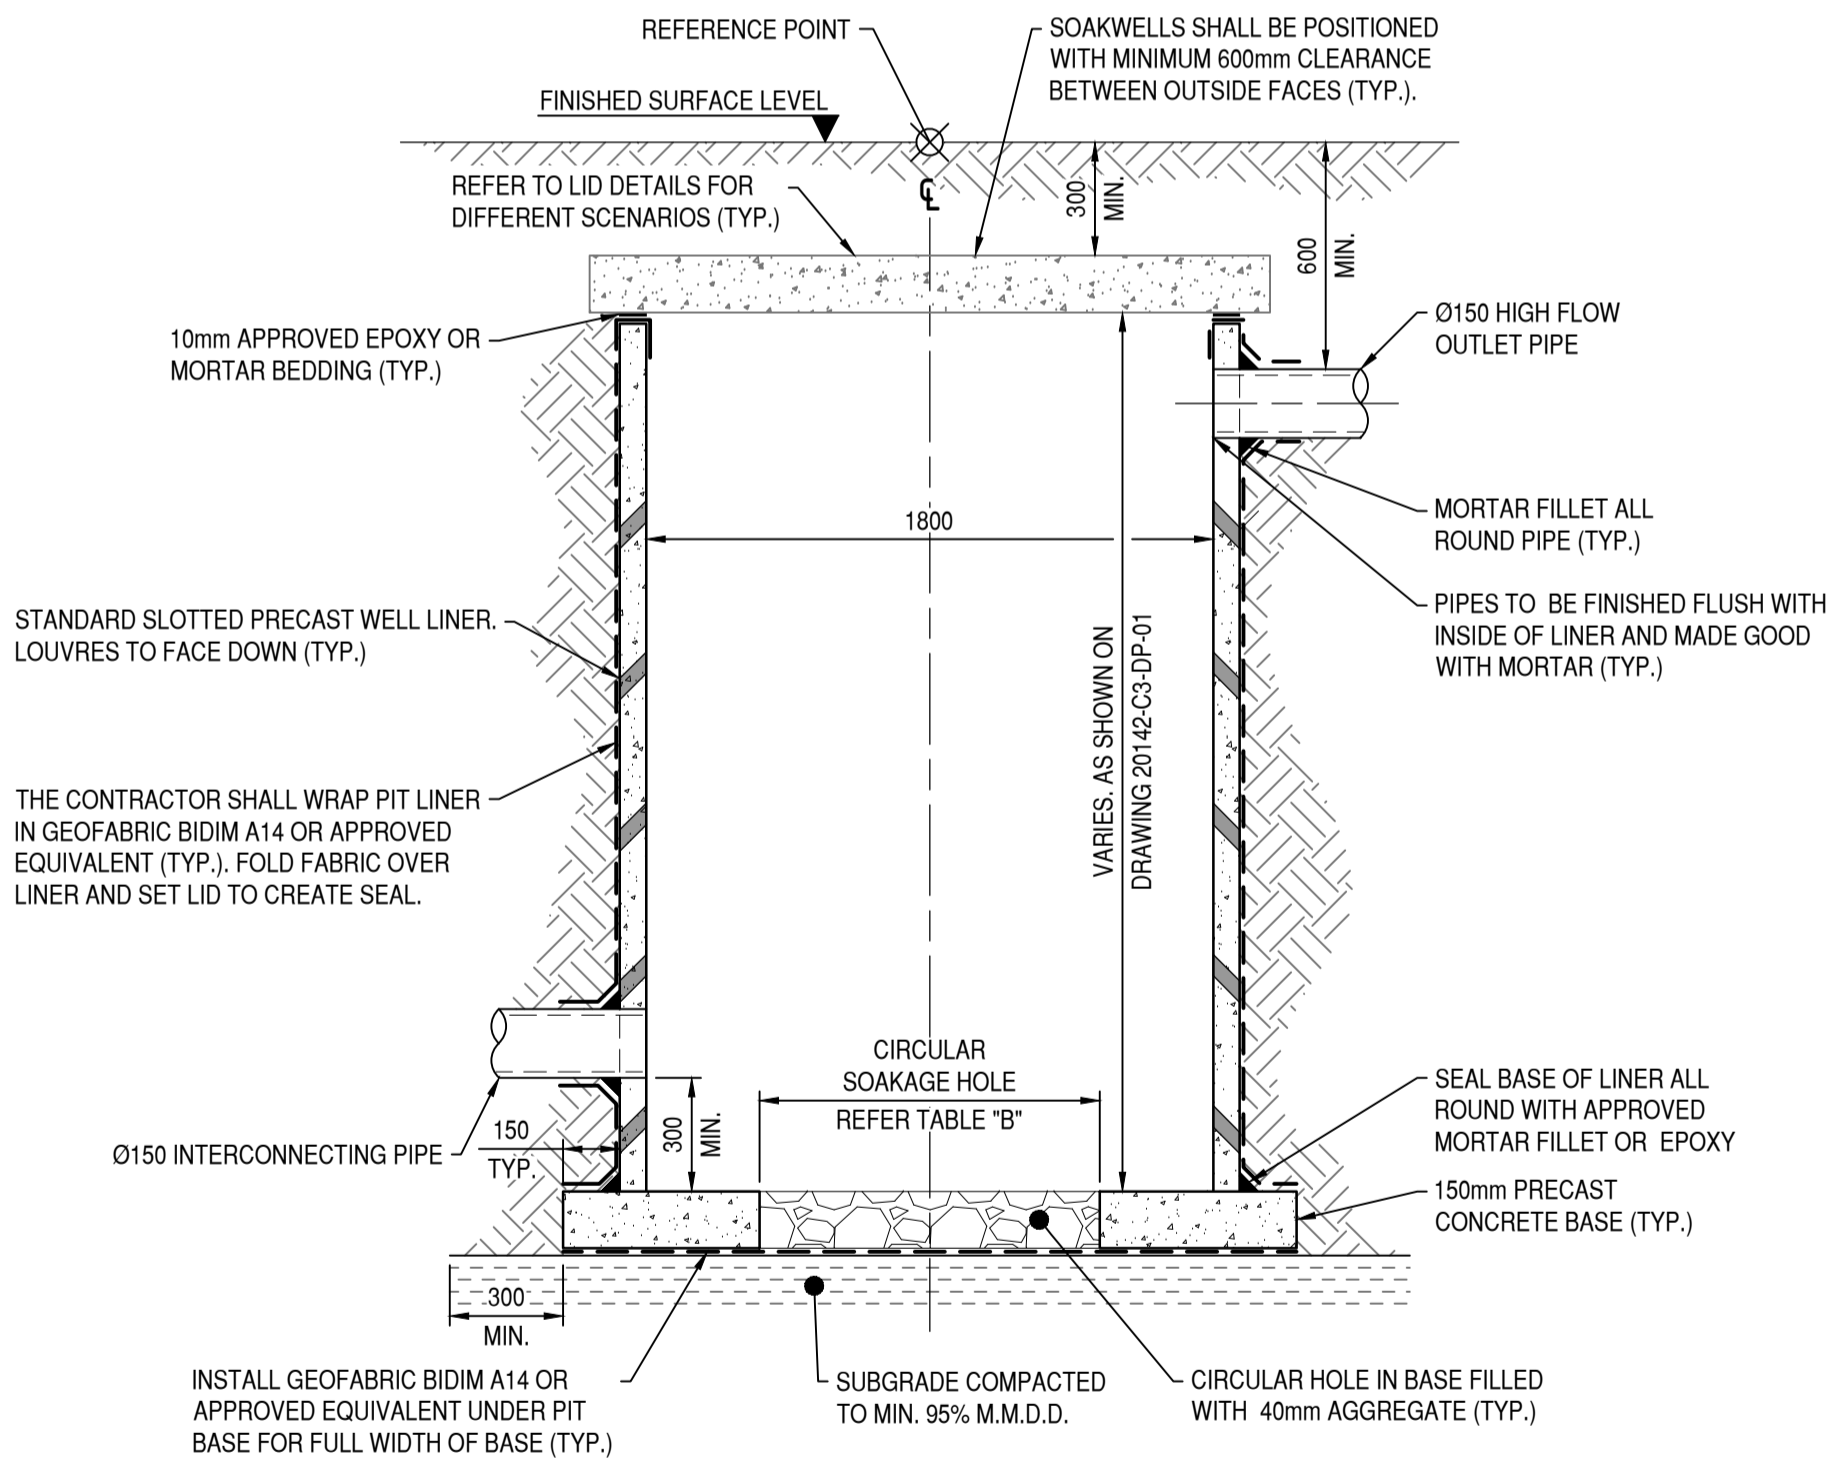 REFERENCE POINT
SOAKWELLS SHALL BE POSITIONED
WITH MINIMUM 600mm CLEARANCE
BETWEEN OUTSIDE FACES (TYP.).
FINISHED SURFACE LEVEL
REFER TO LID DETAILS FOR
DIFFERENT SCENARIOS (TYP.)
℄
300
MIN.
600
MIN.
10mm APPROVED EPOXY OR
MORTAR BEDDING (TYP.)
Ø150 HIGH FLOW
OUTLET PIPE
1800
MORTAR FILLET ALL
ROUND PIPE (TYP.)
STANDARD SLOTTED PRECAST WELL LINER.
LOUVRES TO FACE DOWN (TYP.)
PIPES TO BE FINISHED FLUSH WITH
INSIDE OF LINER AND MADE GOOD
WITH MORTAR (TYP.)
VARIES. AS SHOWN ON
DRAWING 20142-C3-DP-01
THE CONTRACTOR SHALL WRAP PIT LINER
IN GEOFABRIC BIDIM A14 OR APPROVED
EQUIVALENT (TYP.). FOLD FABRIC OVER
LINER AND SET LID TO CREATE SEAL.
CIRCULAR
SOAKAGE HOLE
REFER TABLE "B"
SEAL BASE OF LINER ALL
ROUND WITH APPROVED
MORTAR FILLET OR EPOXY
Ø150 INTERCONNECTING PIPE
150
TYP.
300
MIN.
150mm PRECAST
CONCRETE BASE (TYP.)
300
MIN.
INSTALL GEOFABRIC BIDIM A14 OR
APPROVED EQUIVALENT UNDER PIT
BASE FOR FULL WIDTH OF BASE (TYP.)
SUBGRADE COMPACTED
TO MIN. 95% M.M.D.D.
CIRCULAR HOLE IN BASE FILLED
WITH 40mm AGGREGATE (TYP.)